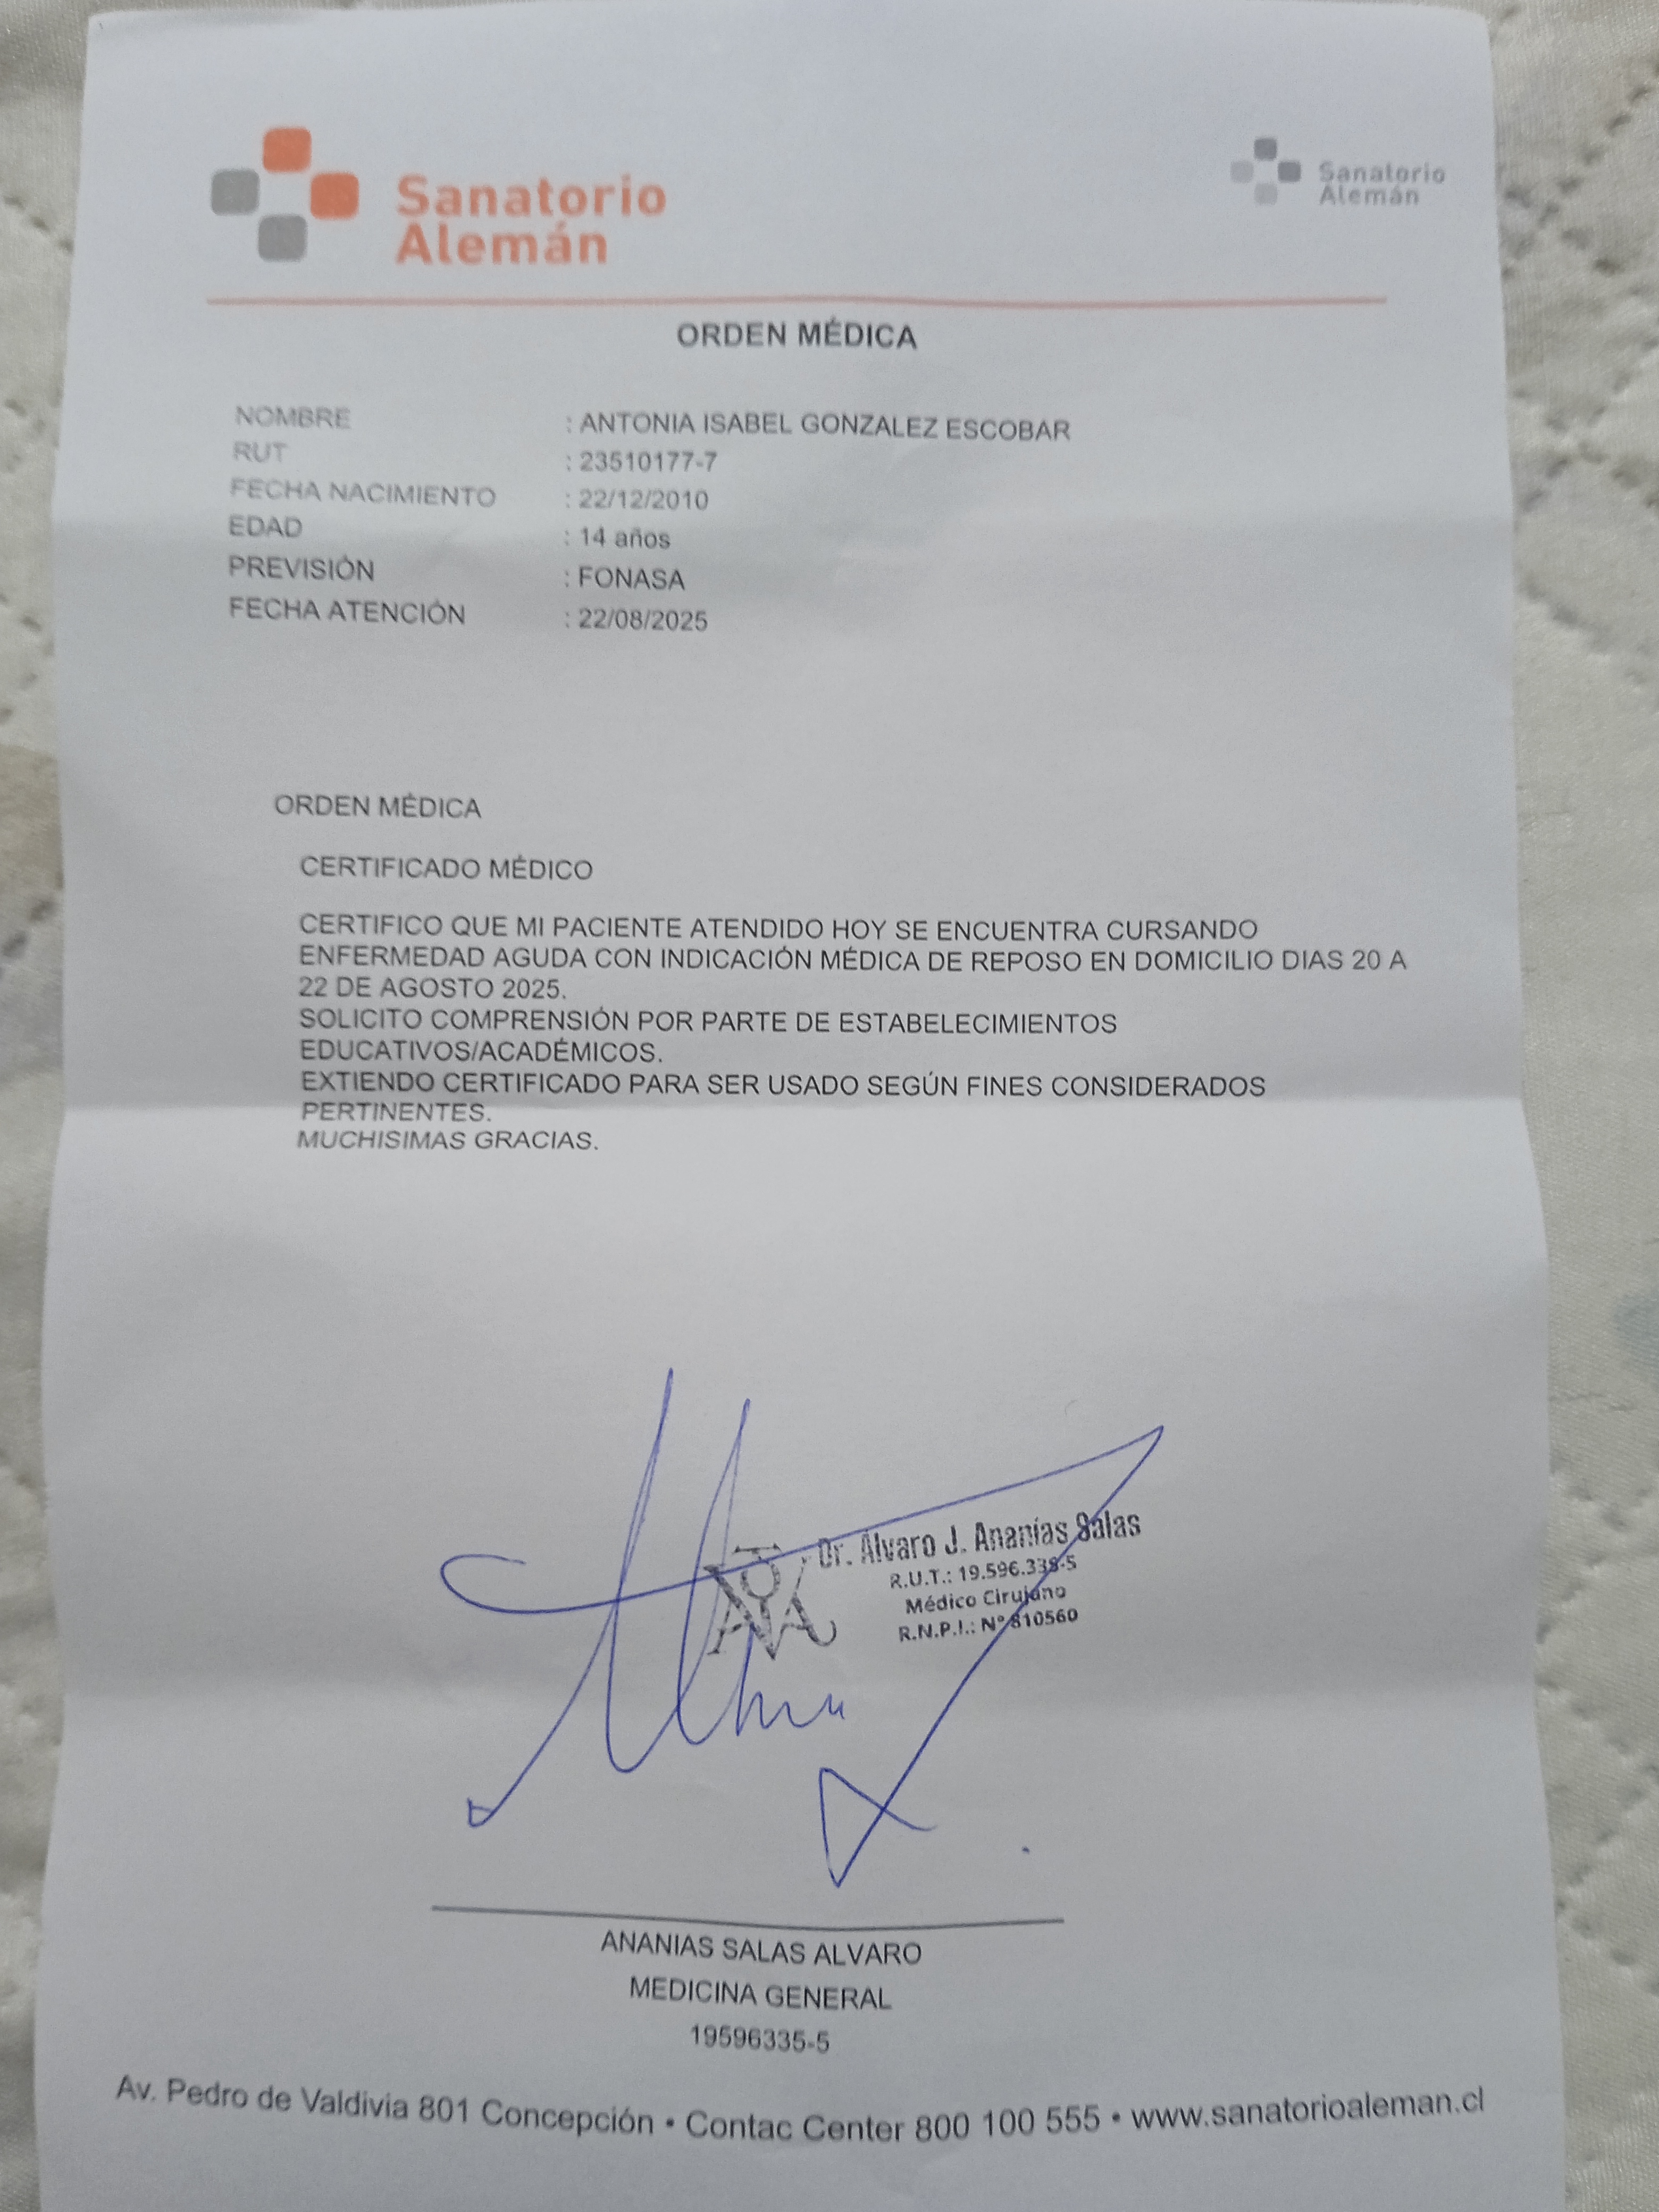 Sanatorio
Alemán
Sanatorio
Alemán
ORDEN MÉDICA
NOMBRE : ANTONIA ISABEL GONZALEZ ESCOBAR
RUT : 23510177-7
FECHA NACIMIENTO : 22/12/2010
EDAD : 14 años
PREVISIÓN : FONASA
FECHA ATENCIÓN : 22/08/2025
ORDEN MÉDICA
CERTIFICADO MÉDICO
CERTIFICO QUE MI PACIENTE ATENDIDO HOY SE ENCUENTRA CURSANDO
ENFERMEDAD AGUDA CON INDICACIÓN MÉDICA DE REPOSO EN DOMICILIO DIAS 20 A
22 DE AGOSTO 2025.
SOLICITO COMPRENSIÓN POR PARTE DE ESTABELECIMIENTOS
EDUCATIVOS/ACADÉMICOS.
EXTIENDO CERTIFICADO PARA SER USADO SEGÚN FINES CONSIDERADOS
PERTINENTES.
MUCHISIMAS GRACIAS.
Dr. Alvaro J. Ananías Salas
R.U.T.:
Médico Cirujano
R.N.P.I.: N° 810560
ANANIAS SALAS ALVARO
MEDICINA GENERAL
19596335-5
Av. Pedro de Valdivia 801 Concepción • Contac Center 800 100 555 • www.sanatorioaleman.cl